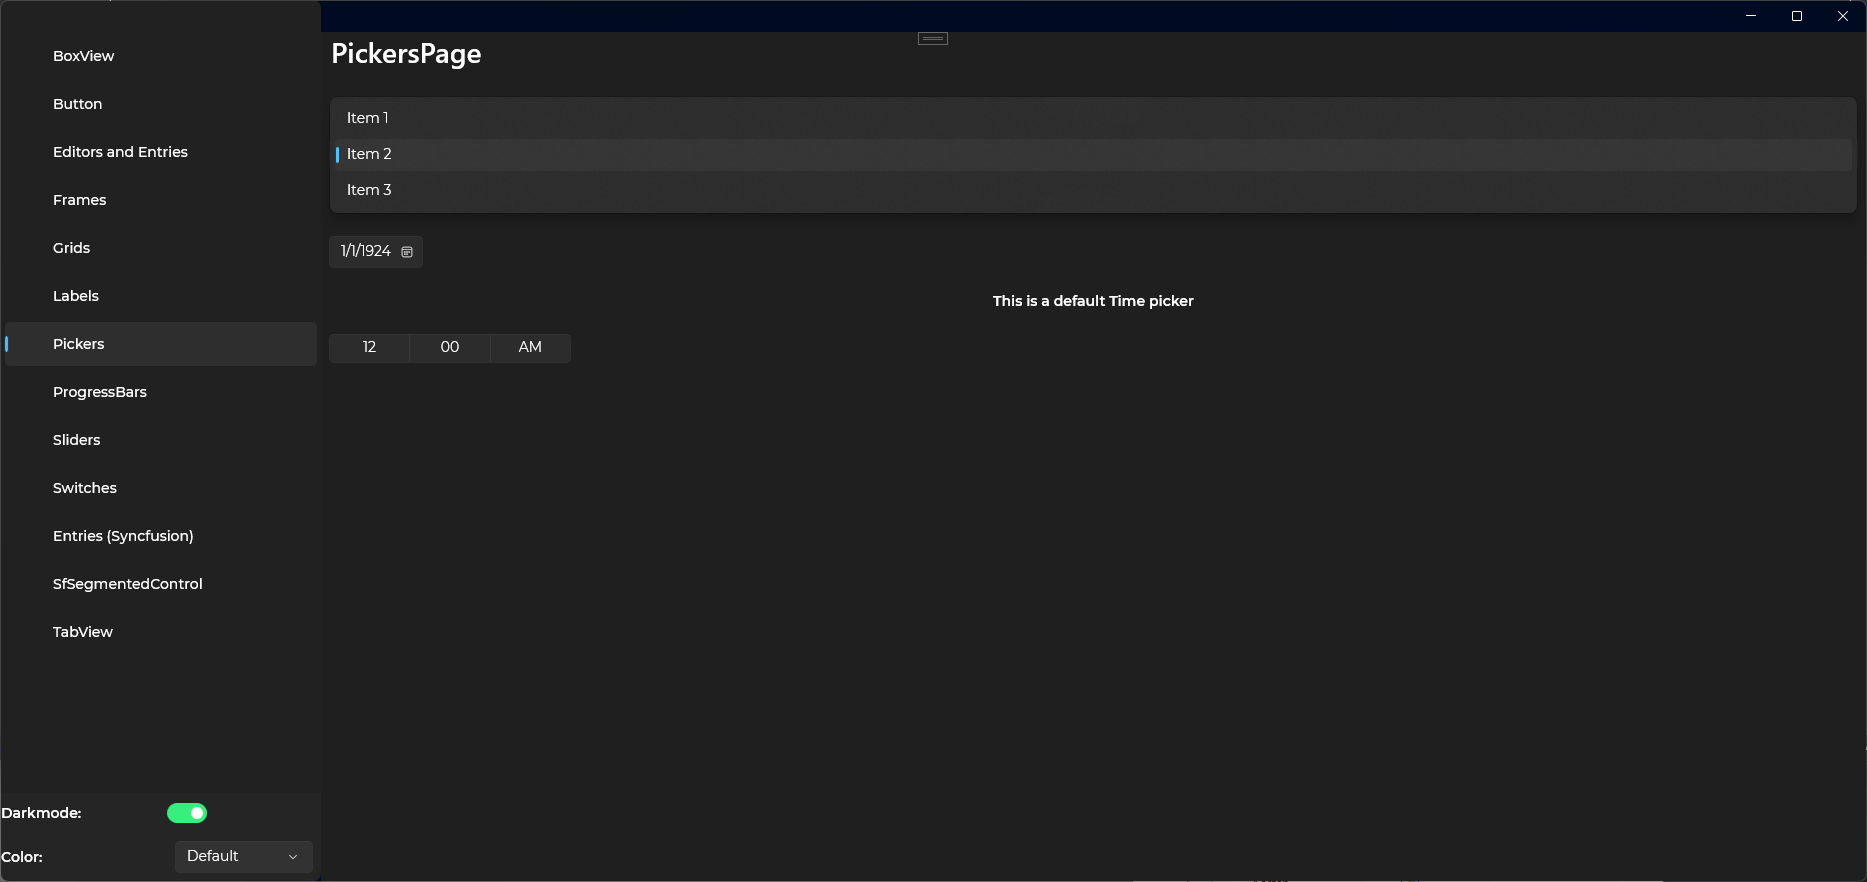 BoxView
Button
Editors and Entries
Frames
Grids
Labels
Pickers
ProgressBars
Sliders
Switches
Entries (Syncfusion)
SfSegmentedControl
TabView
Darkmode:
Color:
Default
PickersPage
Item 1
Item 2
Item 3
1/1/1924
This is a default Time picker
12 00 AM